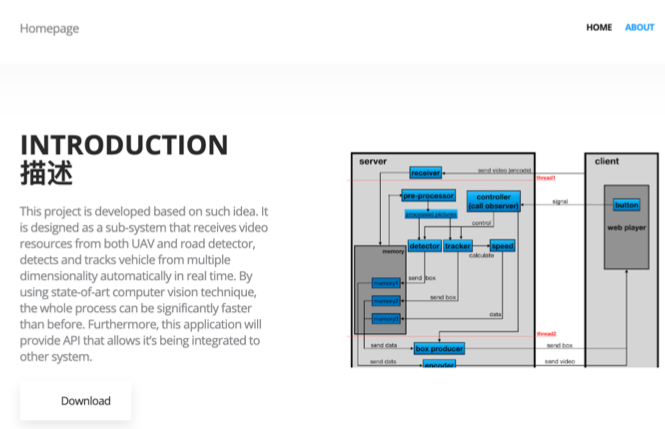 Homepage
HOME
ABOUT
INTRODUCTION
描述
This project is developed based on such idea. It
is designed as a sub-system that receives video
resources from both UAV and road detector,
detects and tracks vehicle from multiple
dimensionality automatically in real time. By
using state-of-art computer vision technique,
the whole process can be significantly faster
than before. Furthermore, this application will
provide API that allows it's being integrated to
other system.
Download
server
client
receiver
send video (encode)
thread1
pre-processor
processed pictures
controller
(call observer)
signal
button
control
web player
memory
detector
tracker
speed
calculate
send box
memory1
send box
memory2
data
memory3
thread2
send data
box producer
send box
send data
encoder
send video